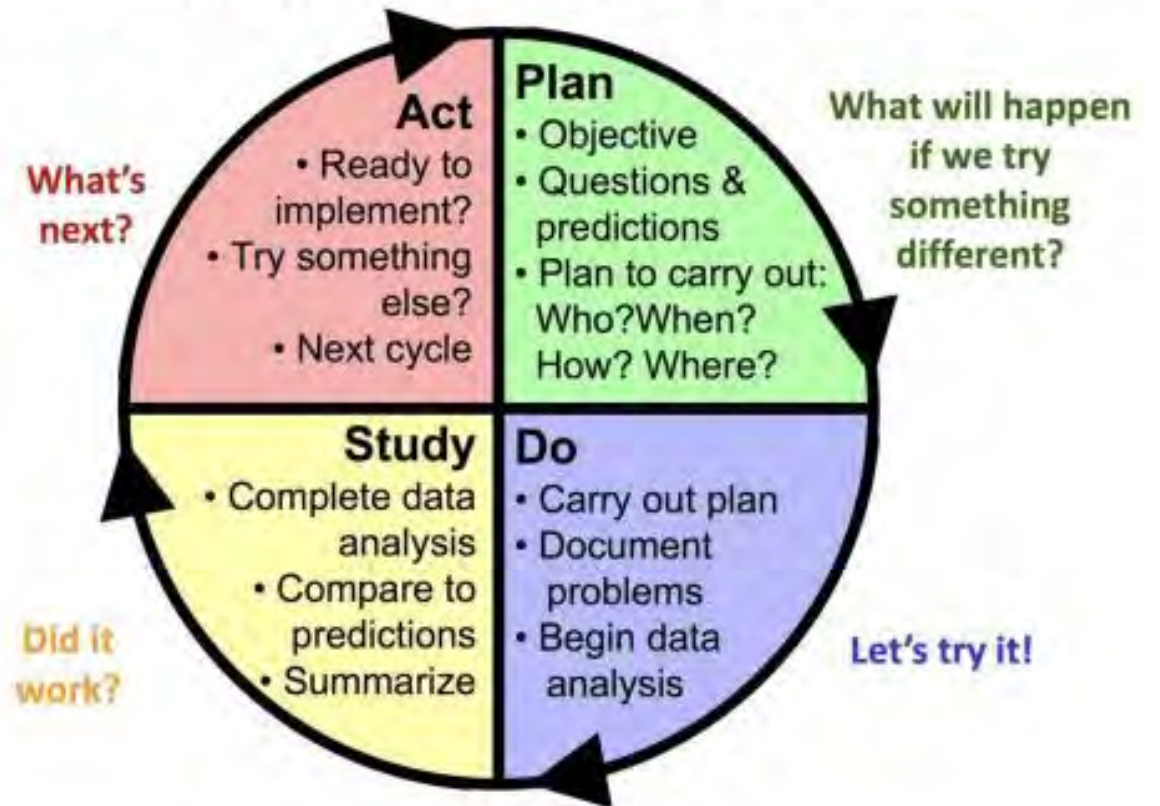 Act
• Ready to
implement?
• Try something
else?
• Next cycle
What's
next?
Plan
• Objective
• Questions &
predictions
• Plan to carry out:
Who?When?
How? Where?
What will happen
if we try
something
different?
Study
• Complete data
analysis
• Compare to
predictions
• Summarize
Did it
work?
Do
• Carry out plan
• Document
problems
• Begin data
analysis
Let's try it!